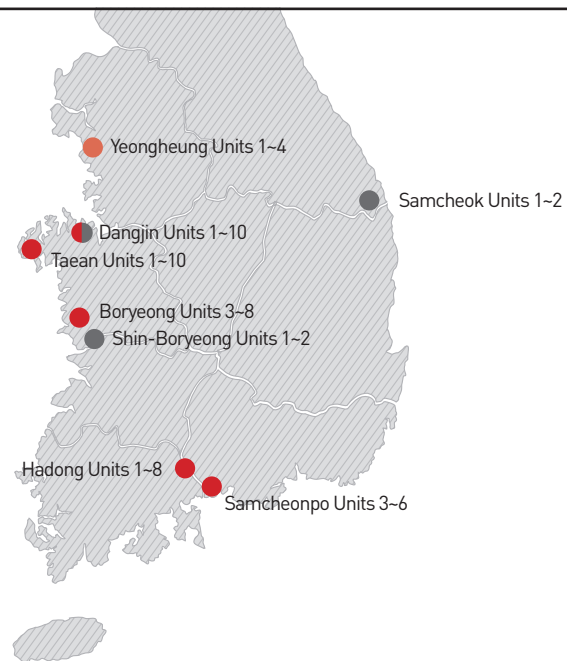 Yeongheung Units 1~4
Samcheok Units 1~2
Dangjin Units 1~10
Taean Units 1~10
Boryeong Units 3~8
Shin-Boryeong Units 1~2
Hadong Units 1~8
Samcheonpo Units 3~6